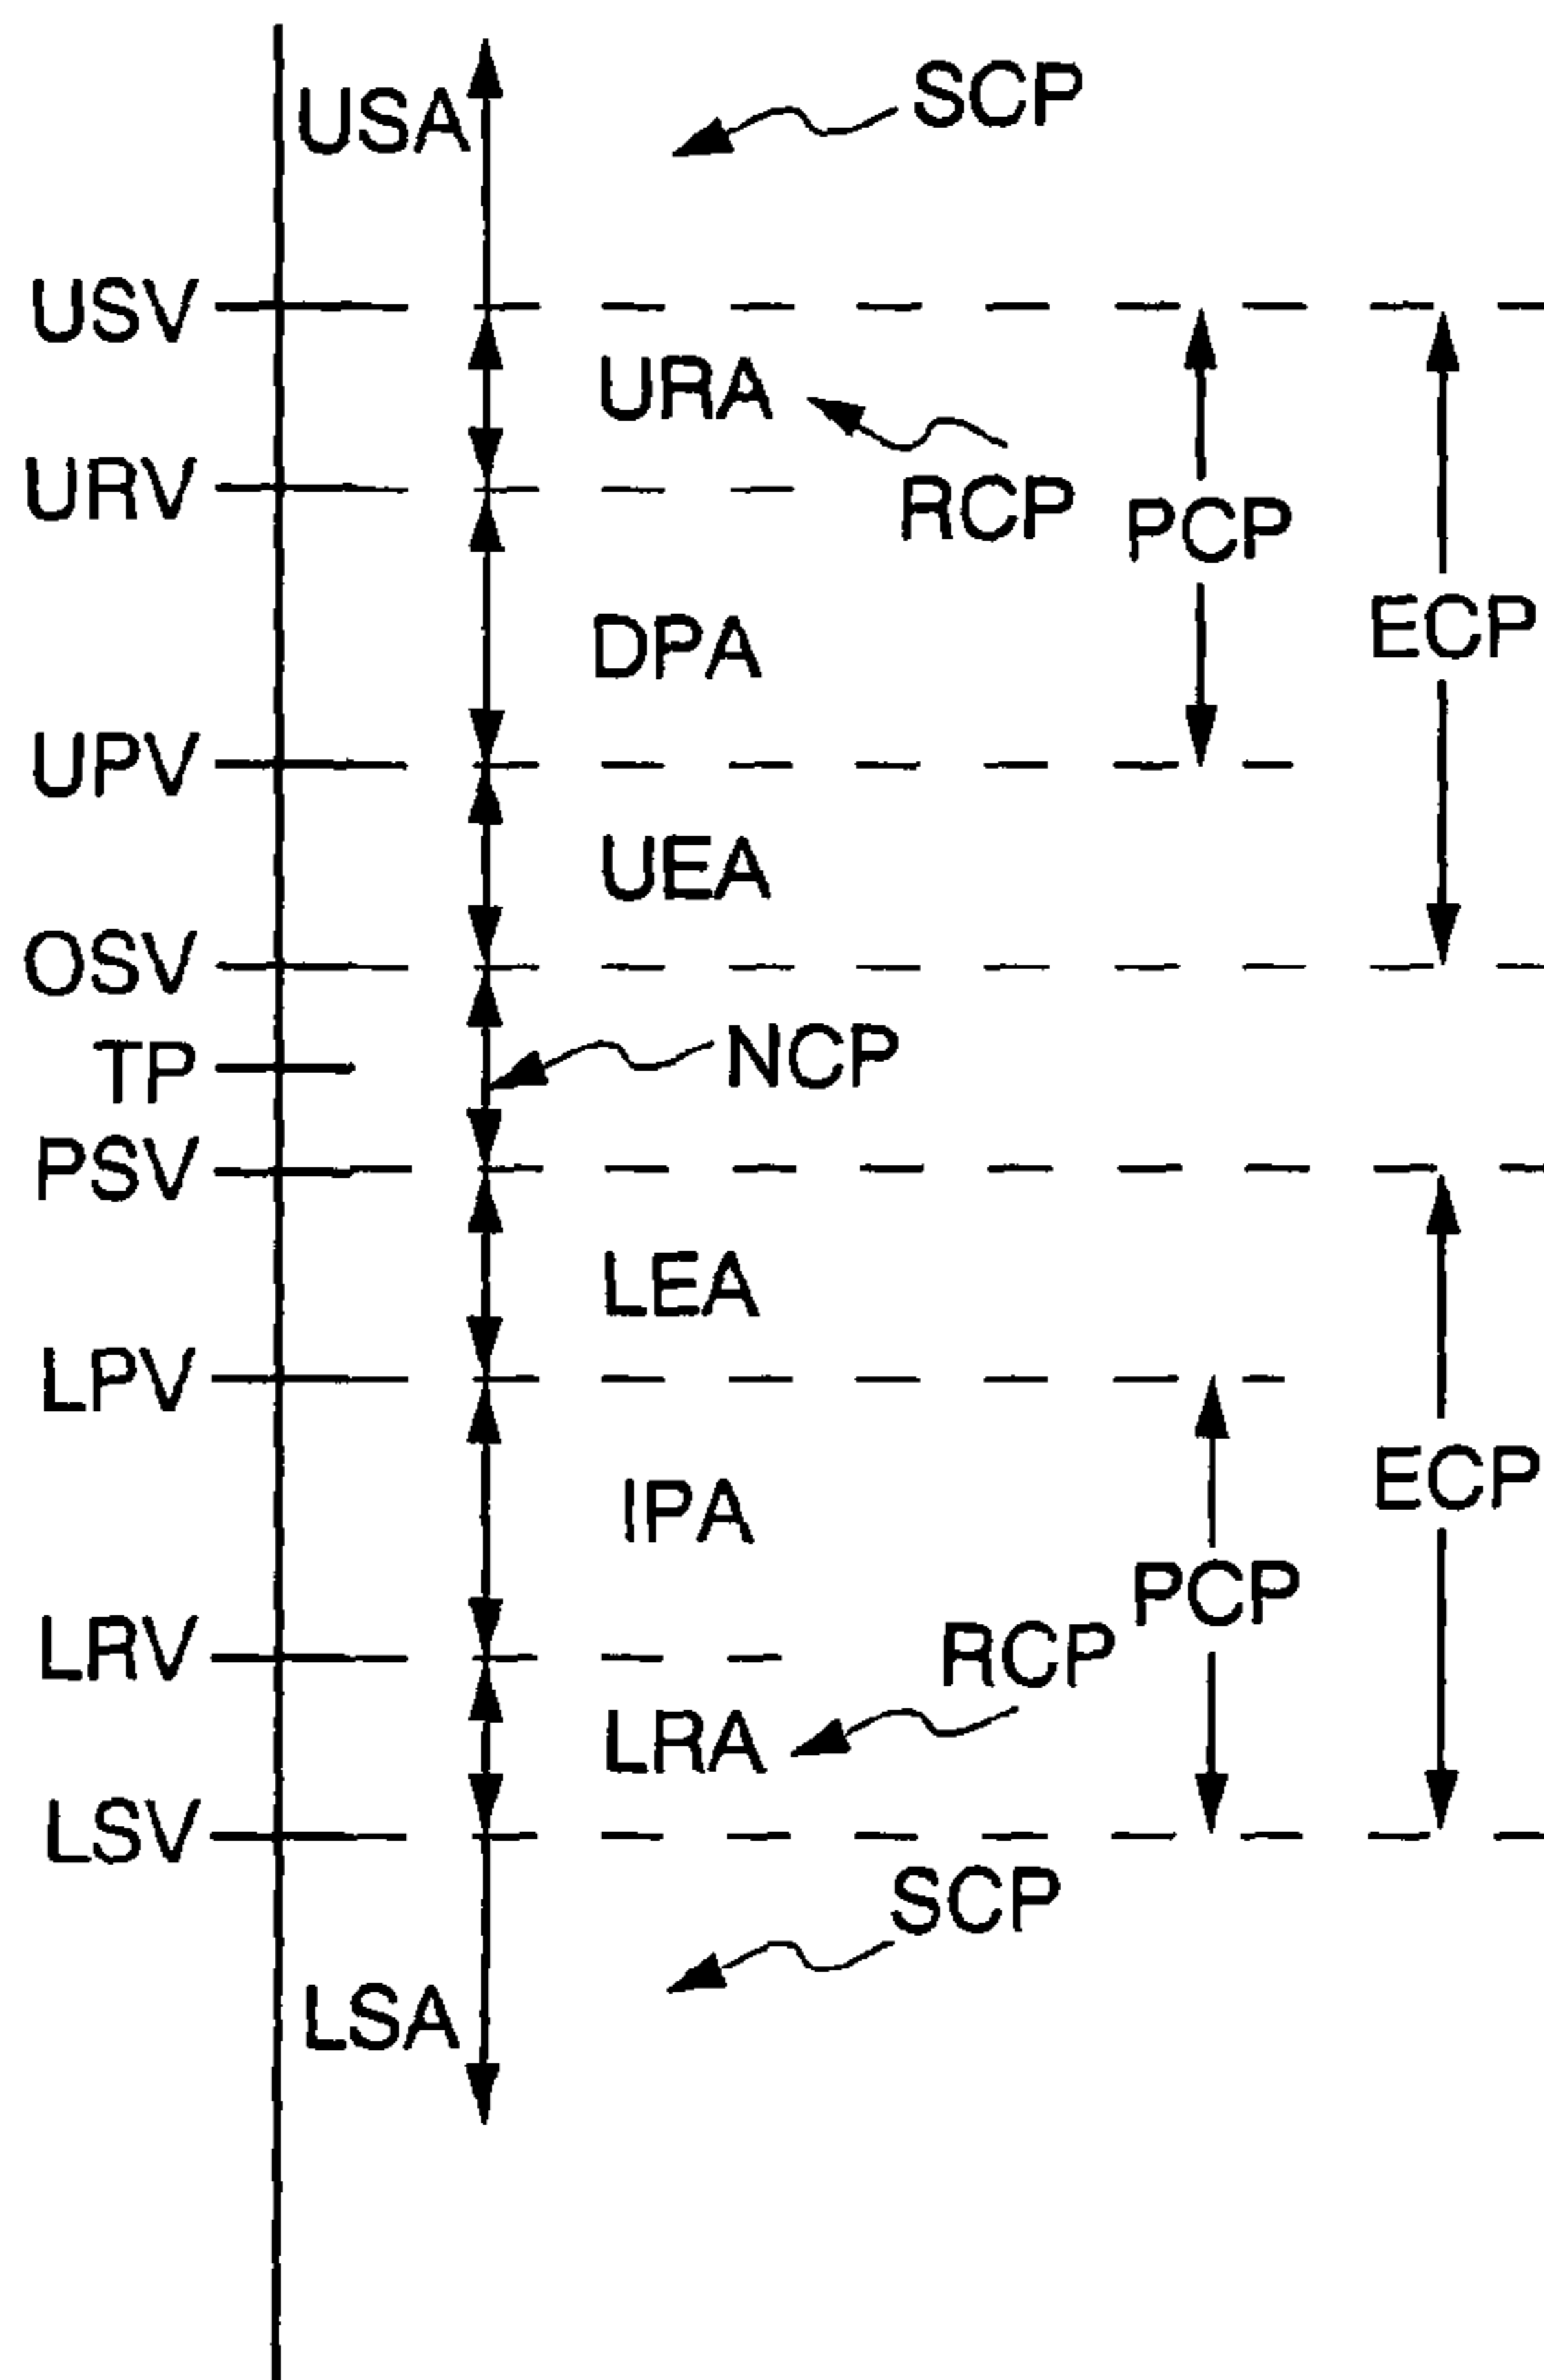 USA
SCP
USV
URA
URV
RCP
PCP
DPA
ECP
UPV
UEA
OSV
NCP
TP
PSV
LEA
LPV
ECP
IPA
PCP
LRV
RCP
LRA
LSV
SCP
LSA